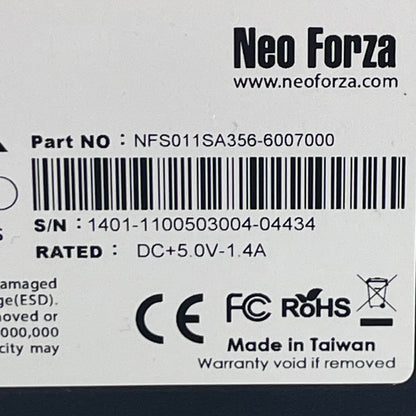 Neo Forza
www.neoforza.com
Part NO : NFS011SA356-6007000
S/N : 1401-1100503004-04434
RATED : DC+5.0V-1.4A
amaged
ge(ESD).
moved or
000,000
city may
CE FC RoHS
Made in Taiwan
Warranty void if removed